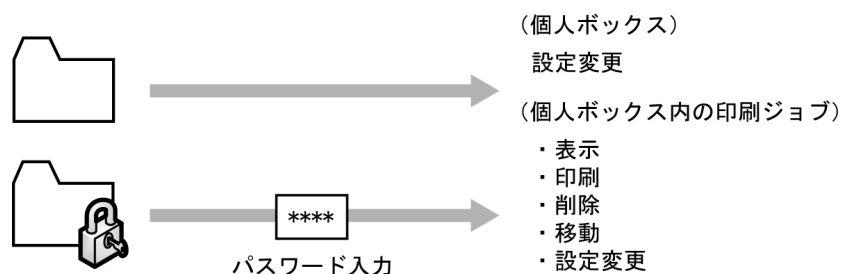 （個人ボックス）
設定変更
（個人ボックス内の印刷ジョブ）
・表示
・印刷
・削除
・移動
・設定変更
****
パスワード入力